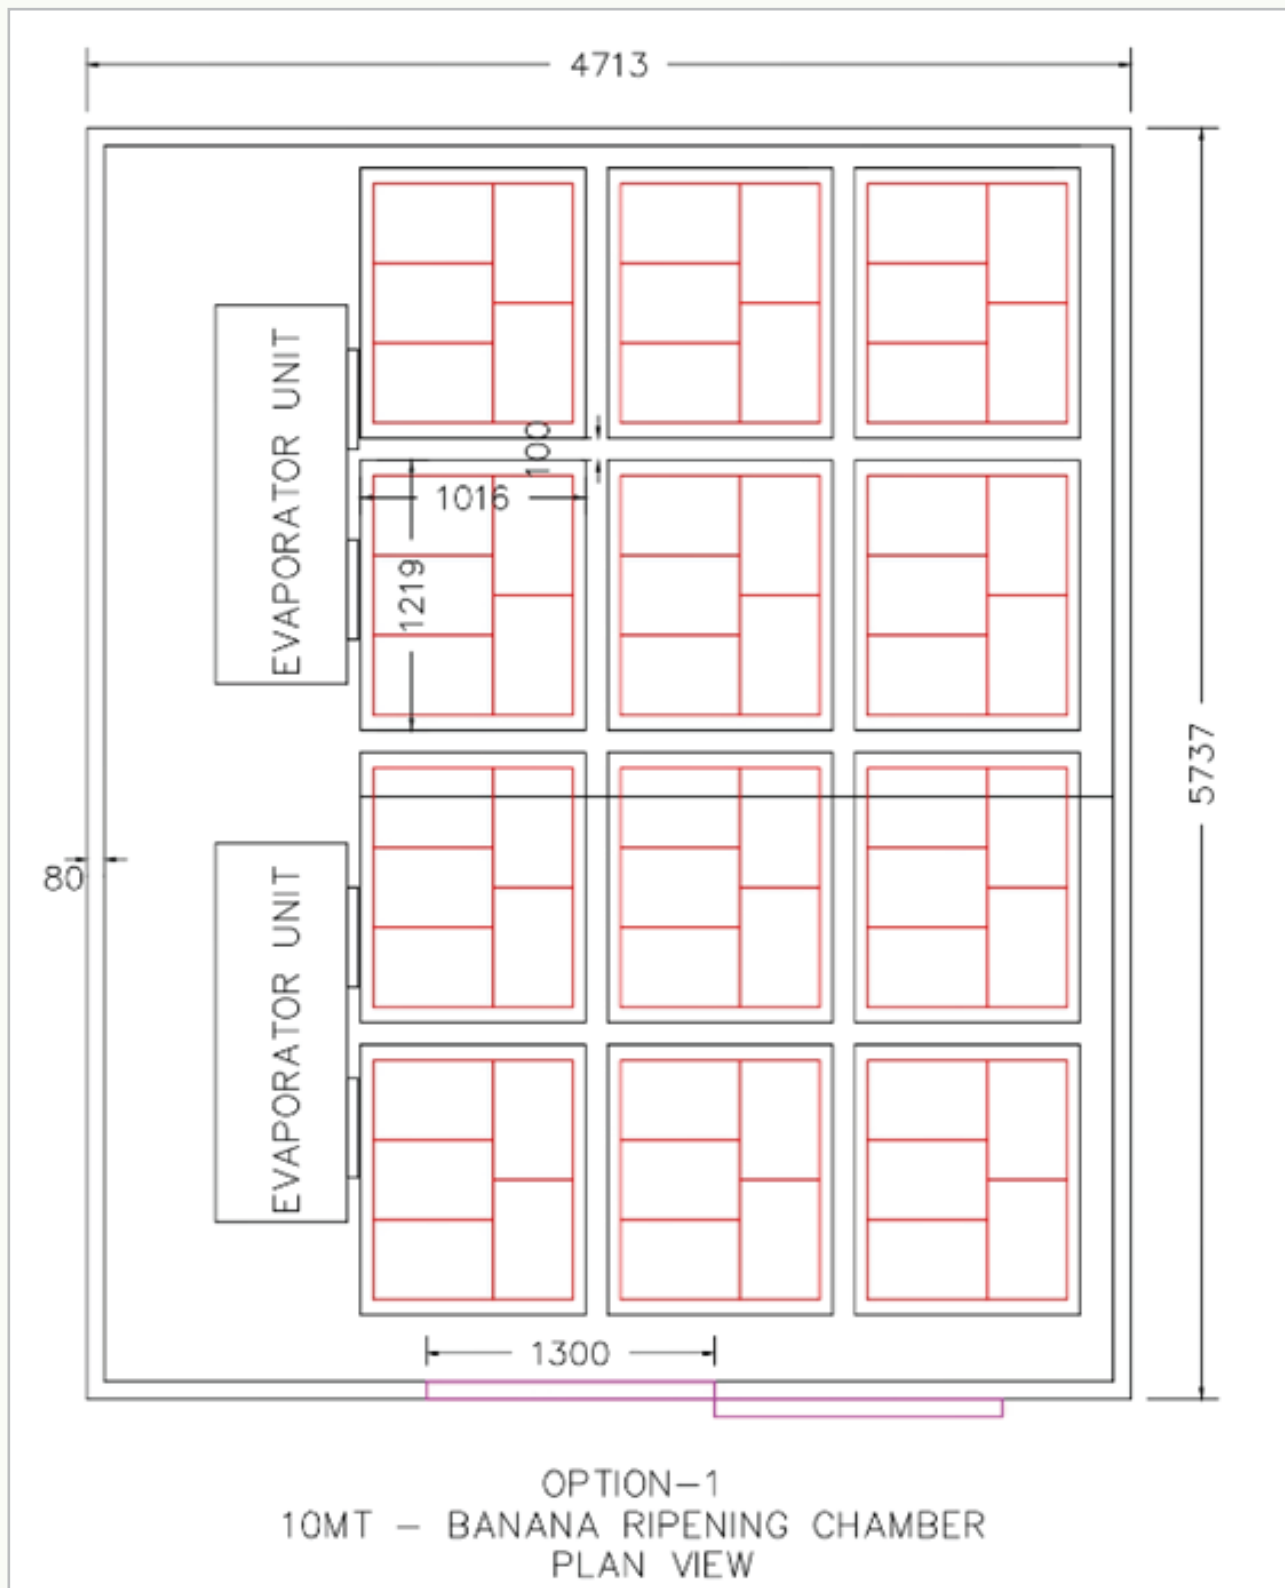 4713
EVAPORATOR UNIT
100
1016
1219
5737
80
EVAPORATOR UNIT
1300
OPTION-1
10MT - BANANA RIPENING CHAMBER
PLAN VIEW